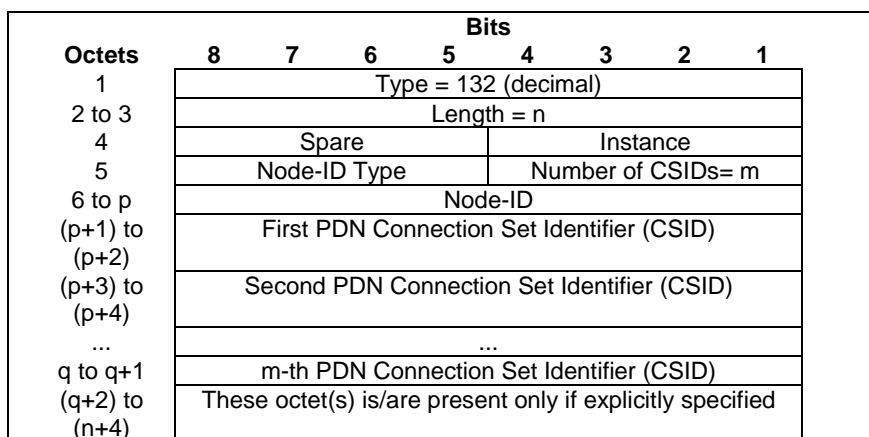 Bits
Octets 8 7 6 5 4 3 2 1
1 Type = 132 (decimal)
2 to 3 Length = n
4 Spare Instance
5 Node-ID Type Number of CSIDs= m
6 to p Node-ID
(p+1) to First PDN Connection Set Identifier (CSID)
(p+2)
(p+3) to Second PDN Connection Set Identifier (CSID)
(p+4)
... ...
q to q+1 m-th PDN Connection Set Identifier (CSID)
(q+2) to These octet(s) is/are present only if explicitly specified
(n+4)